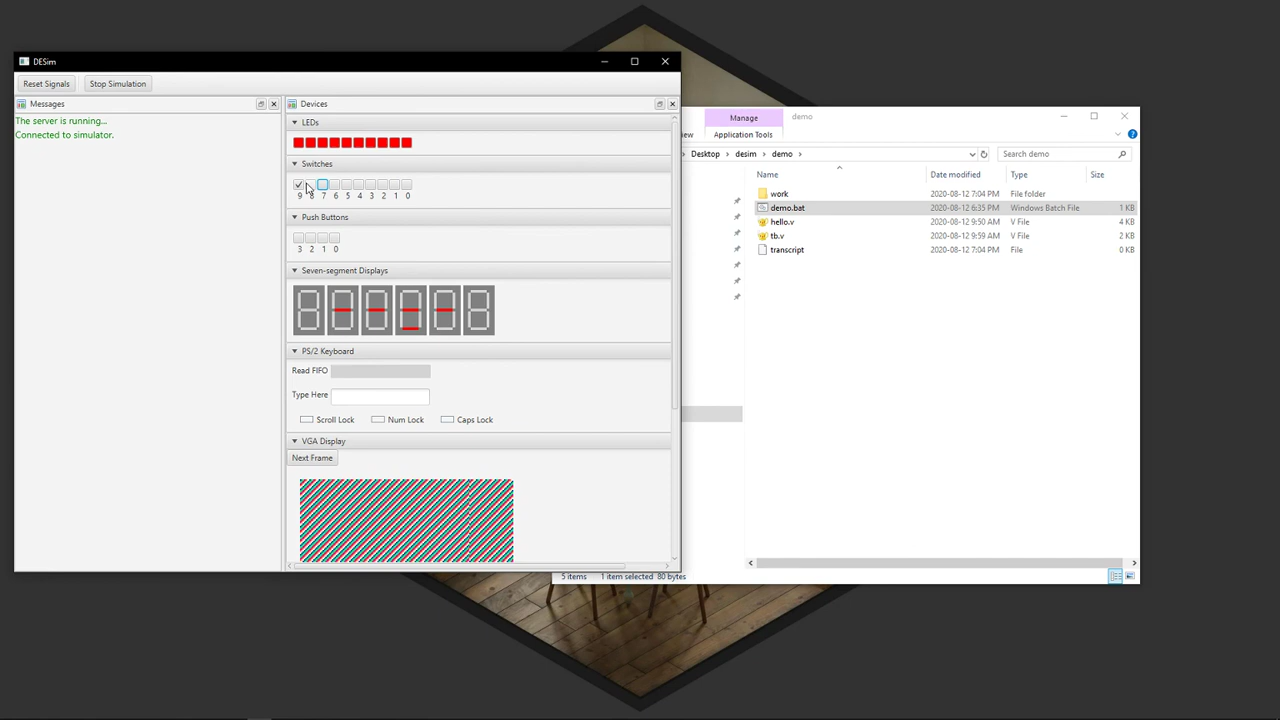 DESim
Reset Signals Stop Simulation
Messages
The server is running...
Connected to simulator.
Devices
LEDs
Switches
9 8 7 6 5 4 3 2 1 0
Push Buttons
3 2 1 0
Seven-segment Displays
PS/2 Keyboard
Read FIFO
Type Here
Scroll Lock Num Lock Caps Lock
VGA Display
Next Frame
Manage demo
ew Application Tools
Desktop > desim > demo > Search demo
Name Date modified Type Size
work 2020-08-12 7:04 PM File folder
demo.bat 2020-08-12 6:35 PM Windows Batch File 1 KB
hello.v 2020-08-12 9:50 AM V File 4 KB
tb.v 2020-08-12 9:59 AM V File 2 KB
transcript 2020-08-12 7:04 PM File 0 KB
5 items 1 item selected 80 bytes